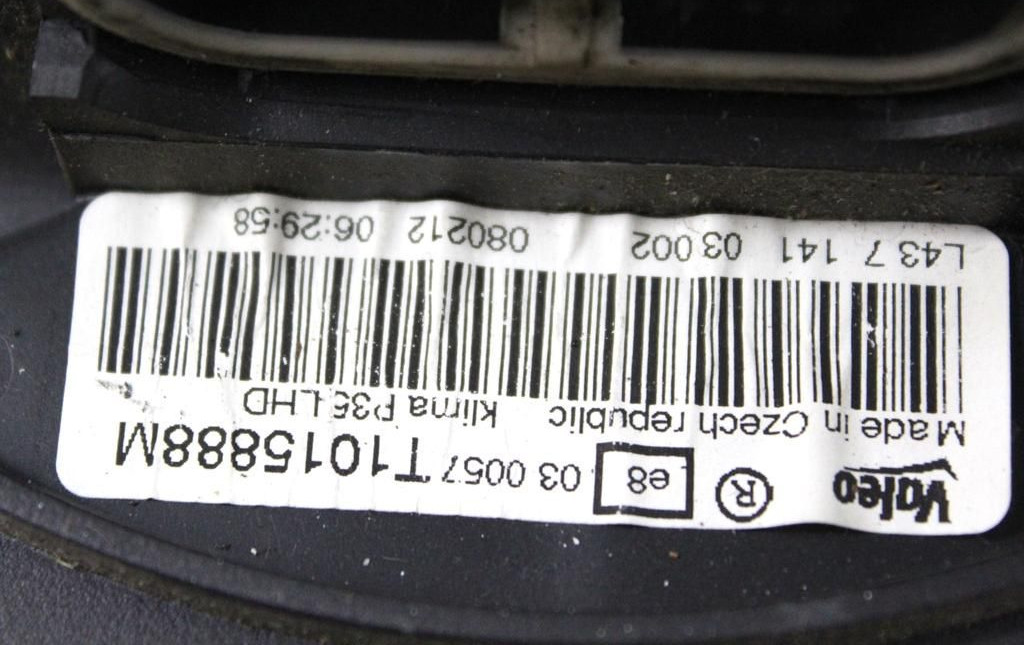 Valeo ® e8 03 0057 T1015888M
Made in Czech republic klima P35 LHD
L43 7 141 03 002 080212 06:29:58